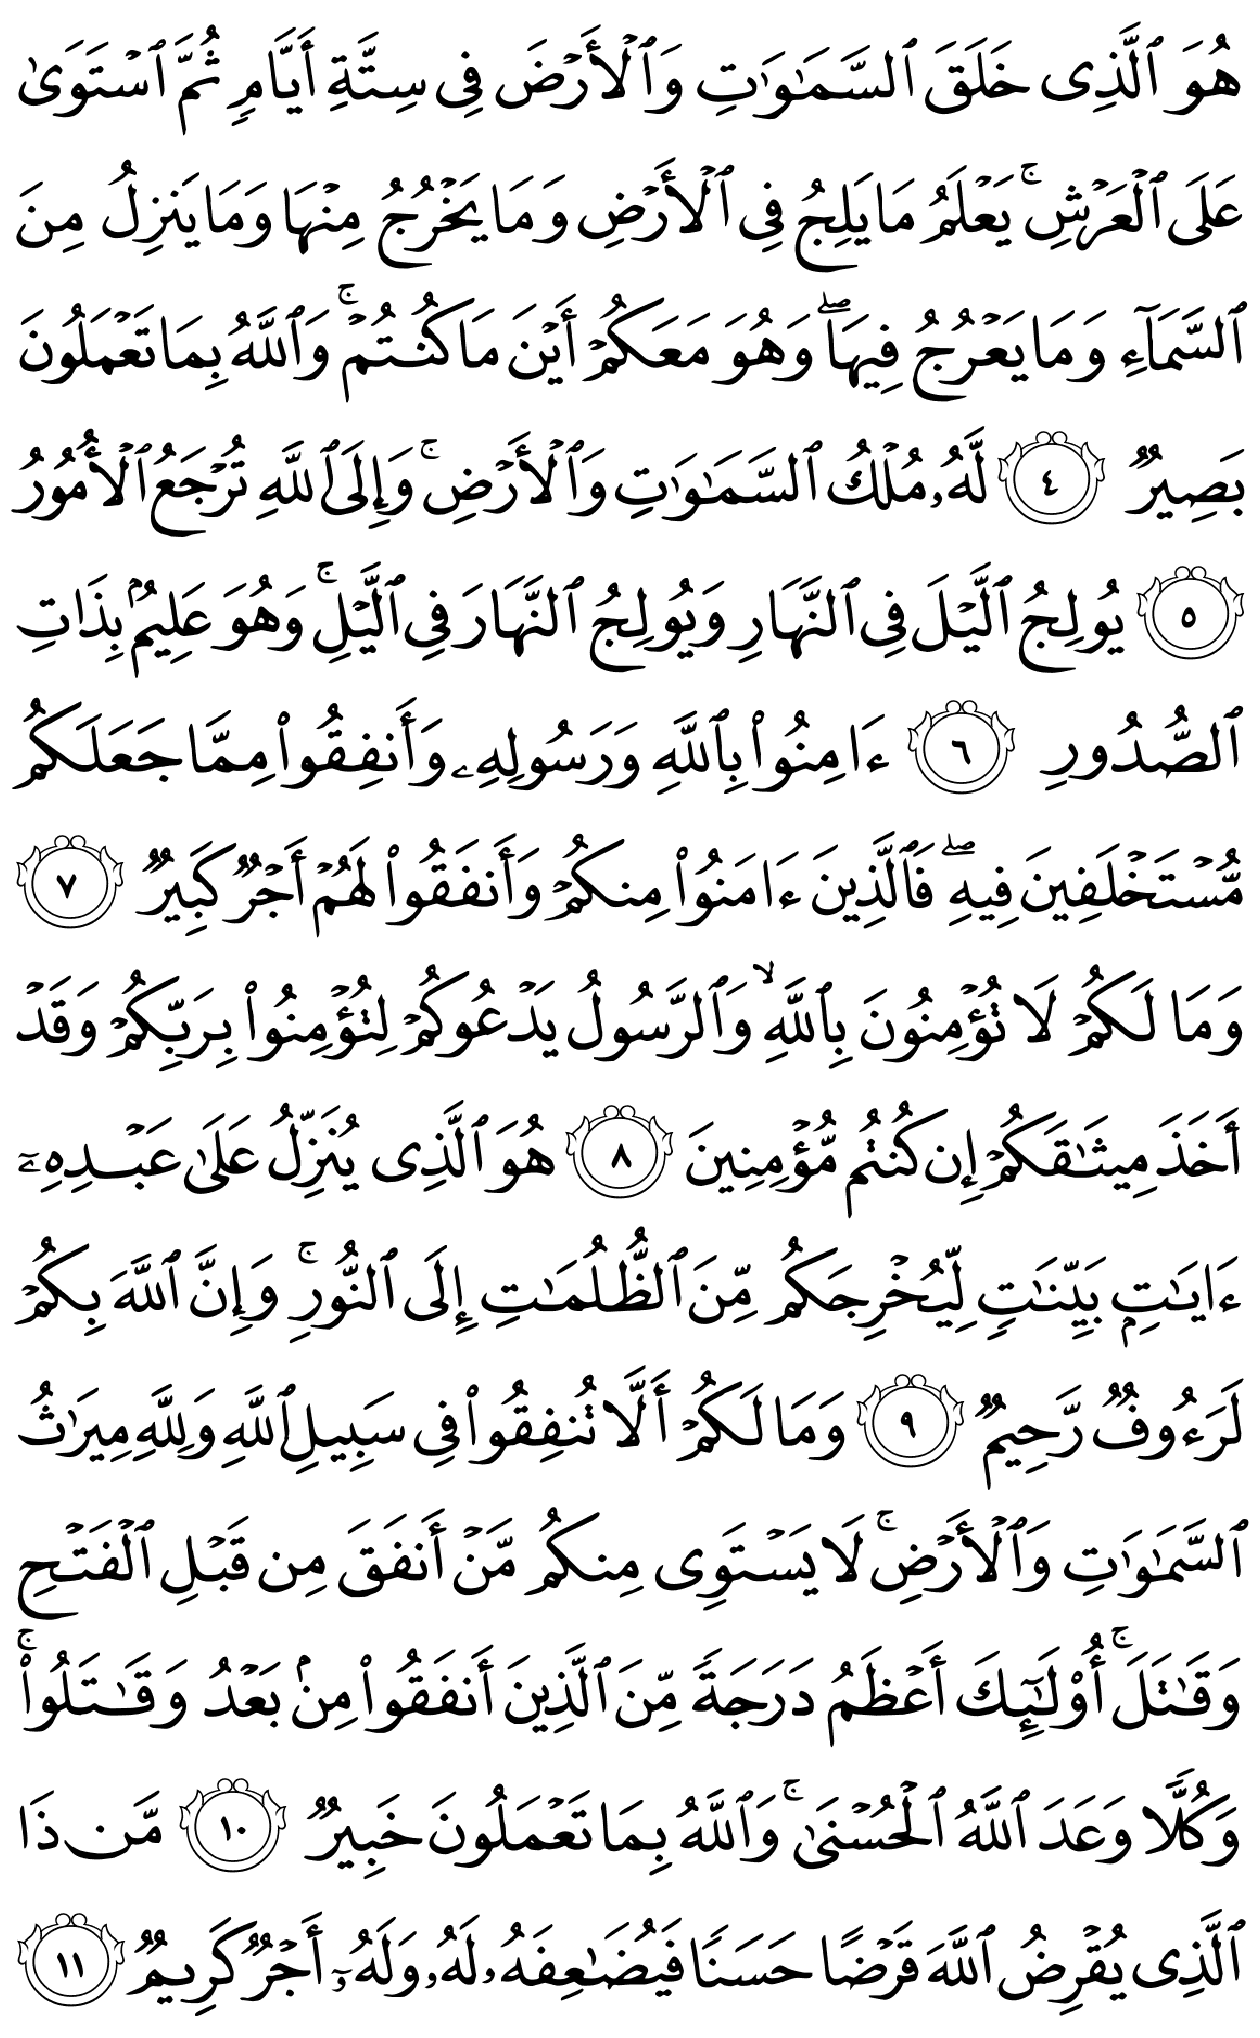 هُوَ ٱلَّذِى خَلَقَ ٱلسَّمَٰوَٰتِ وَٱلْأَرْضَ فِى سِتَّةِ أَيَّامٍ ثُمَّ ٱسْتَوَىٰ
عَلَى ٱلْعَرْشِ ۚ يَعْلَمُ مَا يَلِجُ فِى ٱلْأَرْضِ وَمَا يَخْرُجُ مِنْهَا وَمَا يَنزِلُ مِنَ
ٱلسَّمَآءِ وَمَا يَعْرُجُ فِيهَا ۖ وَهُوَ مَعَكُمْ أَيْنَ مَا كُنتُمْ ۚ وَٱللَّهُ بِمَا تَعْمَلُونَ
بَصِيرٌ ٤ لَّهُۥ مُلْكُ ٱلسَّمَٰوَٰتِ وَٱلْأَرْضِ ۚ وَإِلَى ٱللَّهِ تُرْجَعُ ٱلْأُمُورُ
٥ يُولِجُ ٱلَّيْلَ فِى ٱلنَّهَارِ وَيُولِجُ ٱلنَّهَارَ فِى ٱلَّيْلِ ۚ وَهُوَ عَلِيمٌۢ بِذَاتِ
ٱلصُّدُورِ ٦ ءَامِنُوا۟ بِٱللَّهِ وَرَسُولِهِۦ وَأَنفِقُوا۟ مِمَّا جَعَلَكُم
مُّسْتَخْلَفِينَ فِيهِ ۖ فَٱلَّذِينَ ءَامَنُوا۟ مِنكُمْ وَأَنفَقُوا۟ لَهُمْ أَجْرٌ كَبِيرٌ ٧
وَمَا لَكُمْ لَا تُؤْمِنُونَ بِٱللَّهِ ۙ وَٱلرَّسُولُ يَدْعُوكُمْ لِتُؤْمِنُوا۟ بِرَبِّكُمْ وَقَدْ
أَخَذَ مِيثَٰقَكُمْ إِن كُنتُم مُّؤْمِنِينَ ٨ هُوَ ٱلَّذِى يُنَزِّلُ عَلَىٰ عَبْدِهِۦٓ
ءَايَٰتٍۭ بَيِّنَٰتٍ لِّيُخْرِجَكُم مِّنَ ٱلظُّلُمَٰتِ إِلَى ٱلنُّورِ ۚ وَإِنَّ ٱللَّهَ بِكُمْ
لَرَءُوفٌ رَّحِيمٌ ٩ وَمَا لَكُمْ أَلَّا تُنفِقُوا۟ فِى سَبِيلِ ٱللَّهِ وَلِلَّهِ مِيرَٰثُ
ٱلسَّمَٰوَٰتِ وَٱلْأَرْضِ ۚ لَا يَسْتَوِى مِنكُم مَّنْ أَنفَقَ مِن قَبْلِ ٱلْفَتْحِ
وَقَٰتَلَ ۚ أُو۟لَٰٓئِكَ أَعْظَمُ دَرَجَةً مِّنَ ٱلَّذِينَ أَنفَقُوا۟ مِنۢ بَعْدُ وَقَٰتَلُوا۟ ۚ
وَكُلًّا وَعَدَ ٱللَّهُ ٱلْحُسْنَىٰ ۚ وَٱللَّهُ بِمَا تَعْمَلُونَ خَبِيرٌ ١٠ مَّن ذَا
ٱلَّذِى يُقْرِضُ ٱللَّهَ قَرْضًا حَسَنًا فَيُضَٰعِفَهُۥ لَهُۥ وَلَهُۥٓ أَجْرٌ كَرِيمٌ ١١